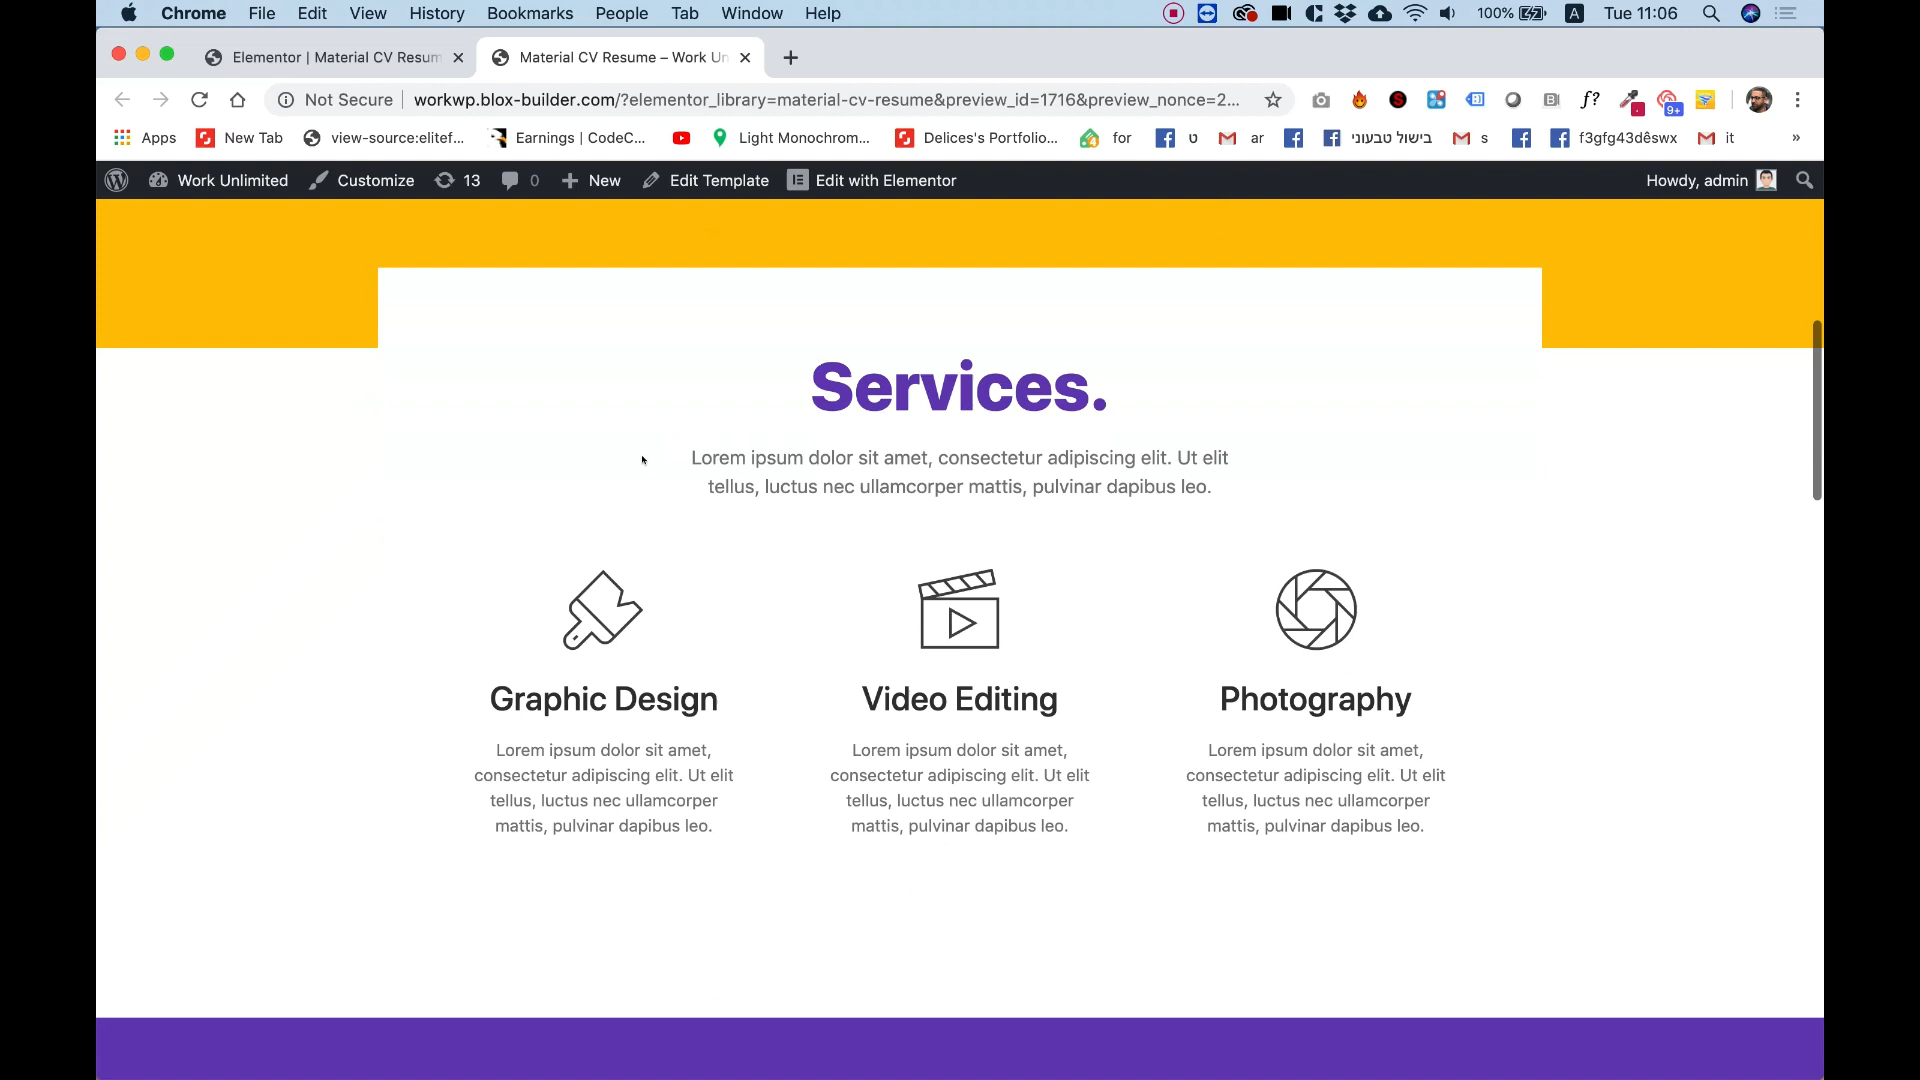 Chrome File Edit View History Bookmarks People Tab Window Help 100% A Tue 11:06
Elementor | Material CV Resum Material CV Resume – Work Un
Not Secure workwp.blox-builder.com/?elementor_library=material-cv-resume&preview_id=1716&preview_nonce=2... f? 9+
Apps New Tab view-source:elitef... Earnings | CodeC... Light Monochrom... Delices's Portfolio... for ט ar בישול טבעוני s f3gfg43dêswx it »
Work Unlimited Customize 13 0 New Edit Template Edit with Elementor Howdy, admin
Services.
Lorem ipsum dolor sit amet, consectetur adipiscing elit. Ut elit
tellus, luctus nec ullamcorper mattis, pulvinar dapibus leo.
Graphic Design
Lorem ipsum dolor sit amet,
consectetur adipiscing elit. Ut elit
tellus, luctus nec ullamcorper
mattis, pulvinar dapibus leo.
Video Editing
Lorem ipsum dolor sit amet,
consectetur adipiscing elit. Ut elit
tellus, luctus nec ullamcorper
mattis, pulvinar dapibus leo.
Photography
Lorem ipsum dolor sit amet,
consectetur adipiscing elit. Ut elit
tellus, luctus nec ullamcorper
mattis, pulvinar dapibus leo.